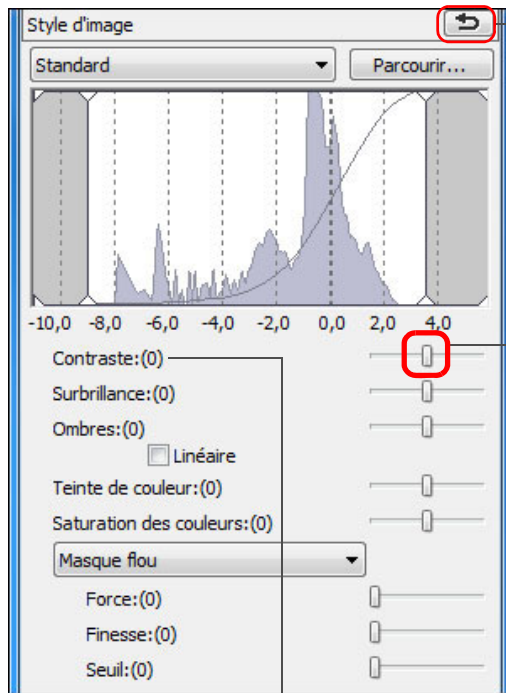 Style d'image
Standard
Parcourir...
-10,0 -8,0 -6,0 -4,0 -2,0 0,0 2,0 4,0
Contraste:(0)
Surbrillance:(0)
Ombres:(0)
Linéaire
Teinte de couleur:(0)
Saturation des couleurs:(0)
Masque flou
Force:(0)
Finesse:(0)
Seuil:(0)